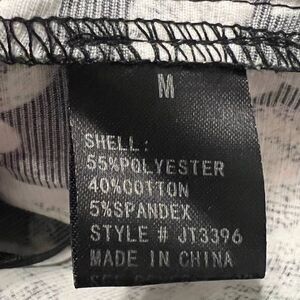 M
SHELL:
55%POLYESTER
40%COTTON
5%SPANDEX
STYLE # JT3396
MADE IN CHINA